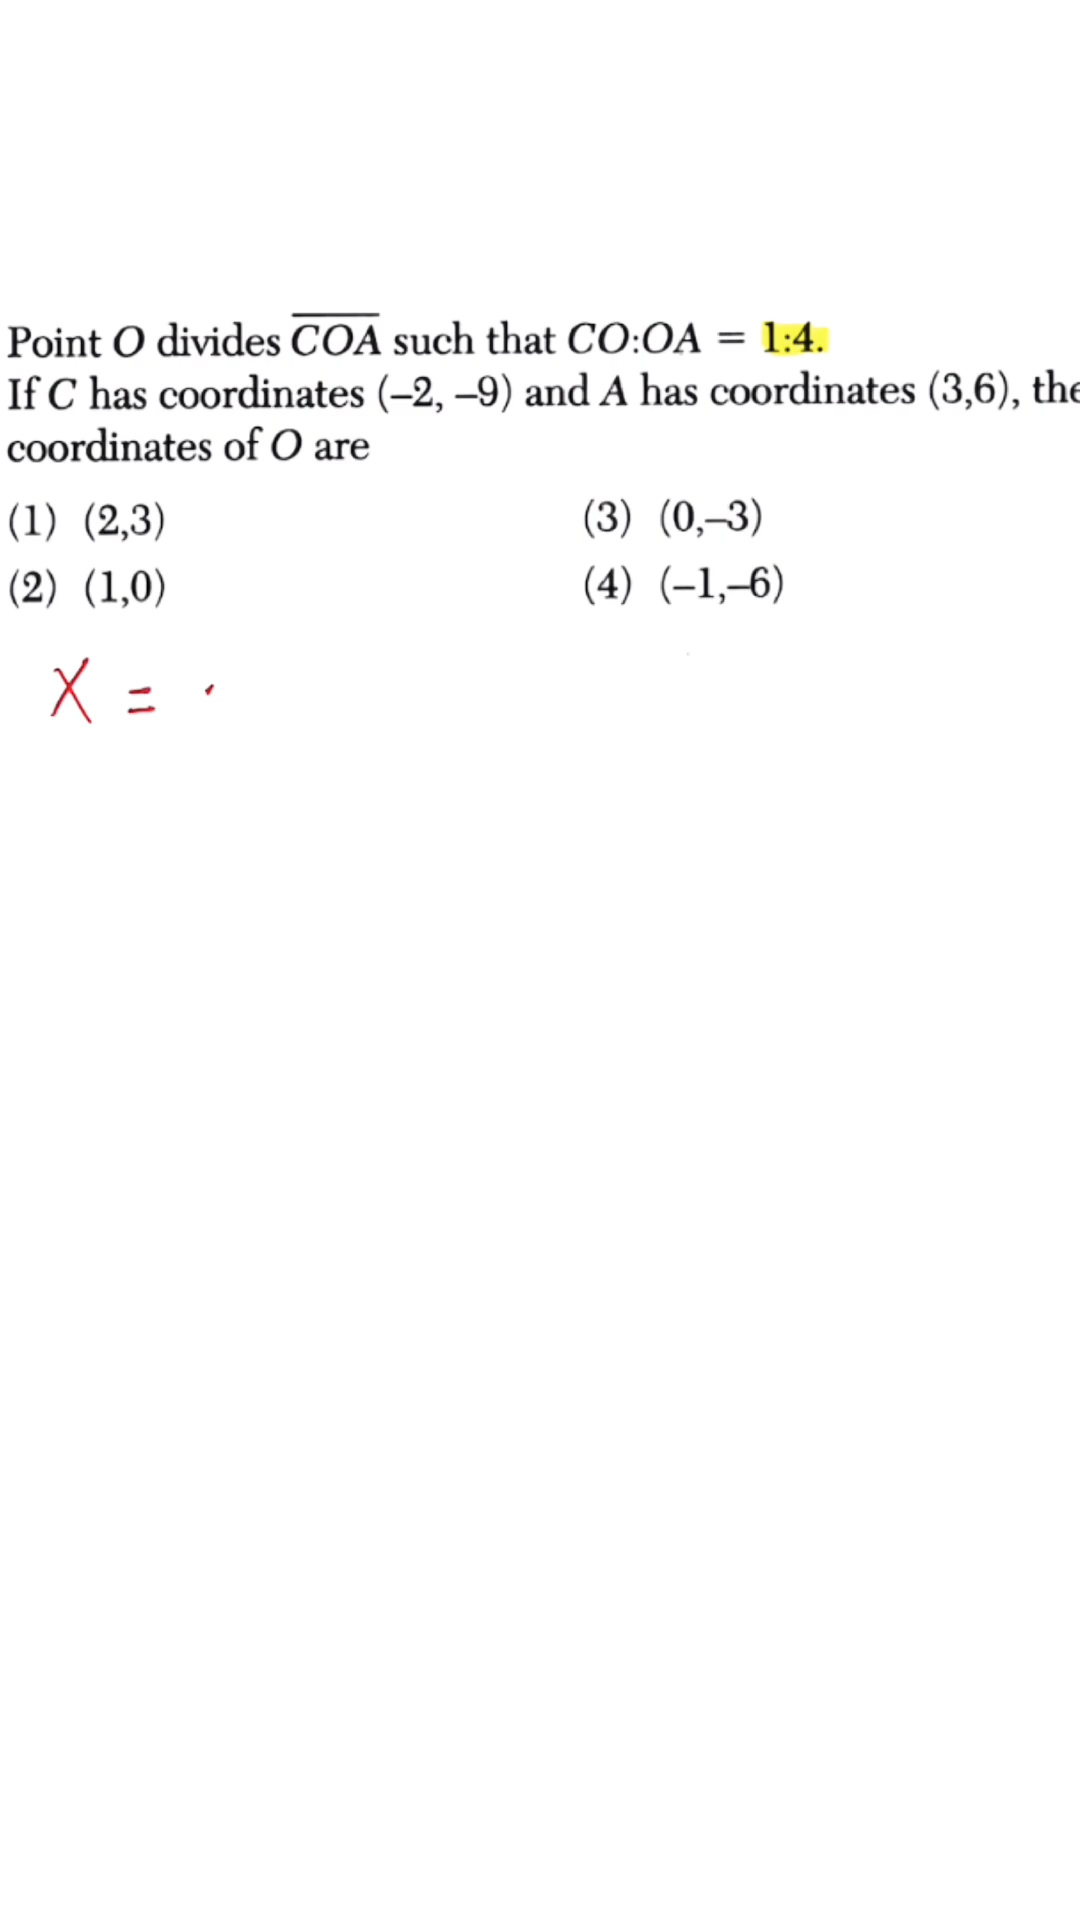 Point O divides COA such that CO:OA = 1:4.
If C has coordinates (–2, –9) and A has coordinates (3,6), the
coordinates of O are
(1) (2,3)
(3) (0,–3)
(2) (1,0)
(4) (–1,–6)
X =